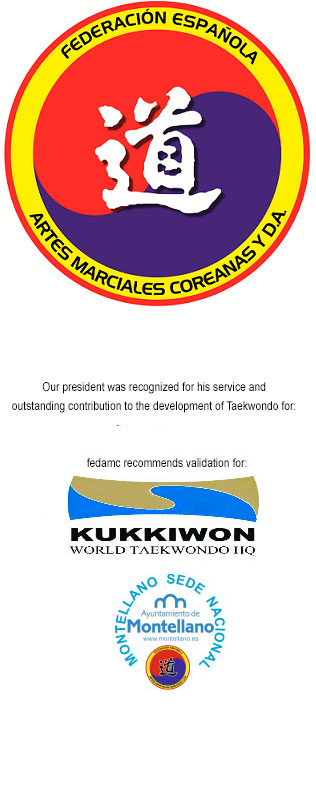 FEDERACIÓN ESPAÑOLA
道
ARTES MARCIALES COREANAS Y D.A.
Our president was recognized for his service and
outstanding contribution to the development of Taekwondo for:
fedamc recommends validation for:
KUKKIWON
WORLD TAEKWONDO HQ
MONTELLANO SEDE NACIONAL
Ayuntamiento de
Montellano
www.montellano.es
道